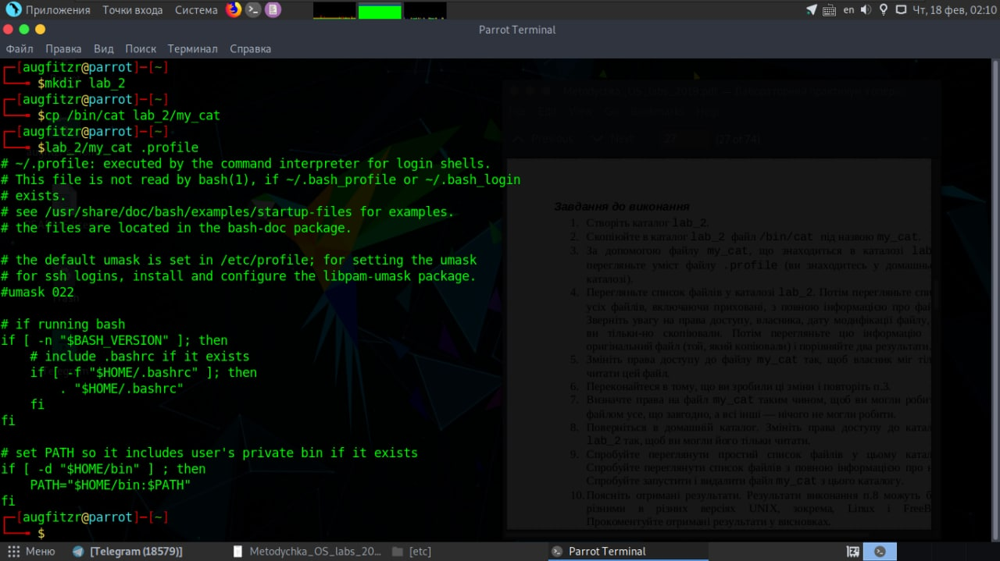 Приложения Точки входа Система en Чт, 18 фев, 02:10
Parrot Terminal
Файл Правка Вид Поиск Терминал Справка
[augfitzr@parrot]─[~]
$mkdir lab_2
[augfitzr@parrot]─[~]
$cp /bin/cat lab_2/my_cat
[augfitzr@parrot]─[~]
$lab_2/my_cat .profile
# ~/.profile: executed by the command interpreter for login shells.
# This file is not read by bash(1), if ~/.bash_profile or ~/.bash_login
# exists.
# see /usr/share/doc/bash/examples/startup-files for examples.
# the files are located in the bash-doc package.
# the default umask is set in /etc/profile; for setting the umask
# for ssh logins, install and configure the libpam-umask package.
#umask 022
# if running bash
if [ -n "$BASH_VERSION" ]; then
# include .bashrc if it exists
if [ -f "$HOME/.bashrc" ]; then
. "$HOME/.bashrc"
fi
fi
# set PATH so it includes user's private bin if it exists
if [ -d "$HOME/bin" ] ; then
PATH="$HOME/bin:$PATH"
fi
[augfitzr@parrot]─[~]
$
Metodychka_OS_labs_2019.pdf — Лабораторний практикум з опер
Edit View Go Bookmarks Help
Previous Next 27 (27 of 74)
Завдання до виконання
1. Створіть каталог lab_2.
2. Скопіюйте в каталог lab_2 файл /bin/cat під назвою my_cat.
3. За допомогою файлу my_cat, що знаходиться в каталозі lab
перегляньте уміст файлу .profile (ви знаходитесь у домашнь
каталозі).
4. Перегляньте список файлів у каталозі lab_2. Потім перегляньте спи
усіх файлів, включаючи приховані, з повною інформацією про фай
Зверніть увагу на права доступу, власника, дату модифікації файлу,
ви тільки-но скопіювали. Потім перегляньте цю інформацію
оригінальний файл (той, який копіювали) і порівняйте два результати.
5. Змініть права доступу до файлу my_cat так, щоб власник міг тіл
читати цей файл.
6. Переконайтеся в тому, що ви зробили ці зміни і повторіть п.3.
7. Визначте права на файл my_cat таким чином, щоб ви могли роби
файлом усе, що завгодно, а всі інші — нічого не могли робити.
8. Поверніться в домашній каталог. Змініть права доступу до катал
lab_2 так, щоб ви могли його тільки читати.
9. Спробуйте переглянути простий список файлів у цьому катал
Спробуйте переглянути список файлів з повною інформацією про н
Спробуйте запустити і видалити файл my_cat з цього каталогу.
10. Поясніть отримані результати. Результати виконання п.8 можуть б
різними в різних версіях UNIX, зокрема, Linux і FreeB
Прокоментуйте отримані результати у висновках.
Меню [Telegram (18579)] Metodychka_OS_labs_20... [etc] Parrot Terminal